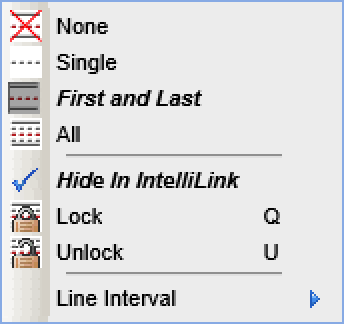 None
Single
First and Last
All
Hide In IntelliLink
Lock Q
Unlock U
Line Interval